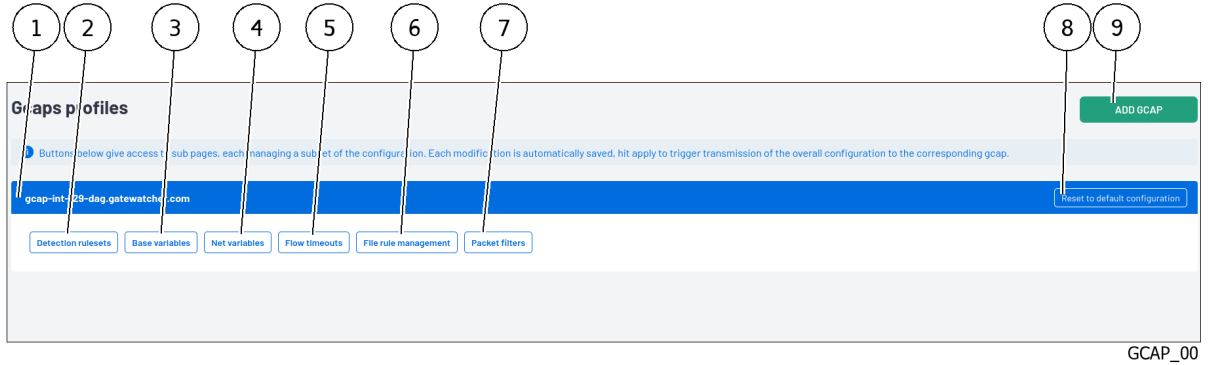 1 2 3 4 5 6 7 8 9
Gcaps profiles
ADD GCAP
Buttons below give access to sub pages, each managing a subset of the configuration. Each modification is automatically saved, hit apply to trigger transmission of the overall configuration to the corresponding gcap.
gcap-int-129-dag.gatewatcher.com
Reset to default configuration
Detection rulesets Base variables Net variables Flow timeouts File rule management Packet filters
GCAP_00